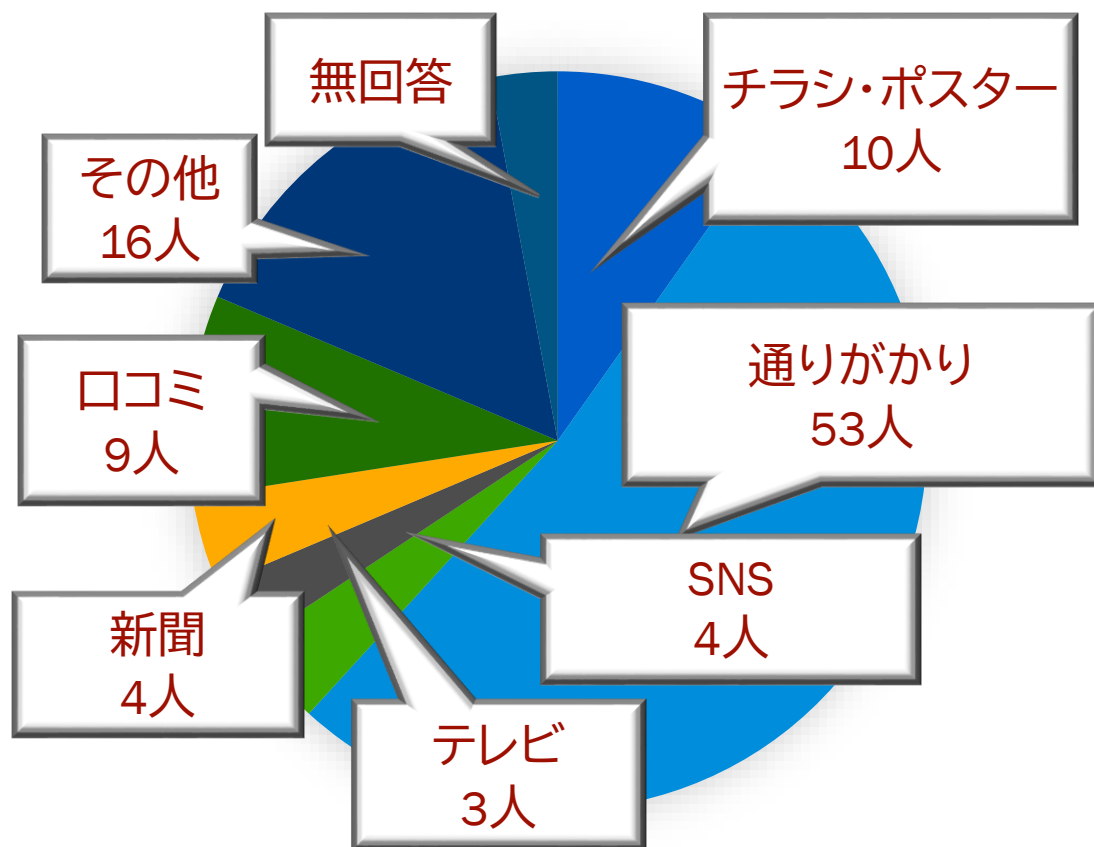 無回答
チラシ・ポスター
10人
その他
16人
通りがかり
53人
口コミ
9人
SNS
4人
新聞
4人
テレビ
3人